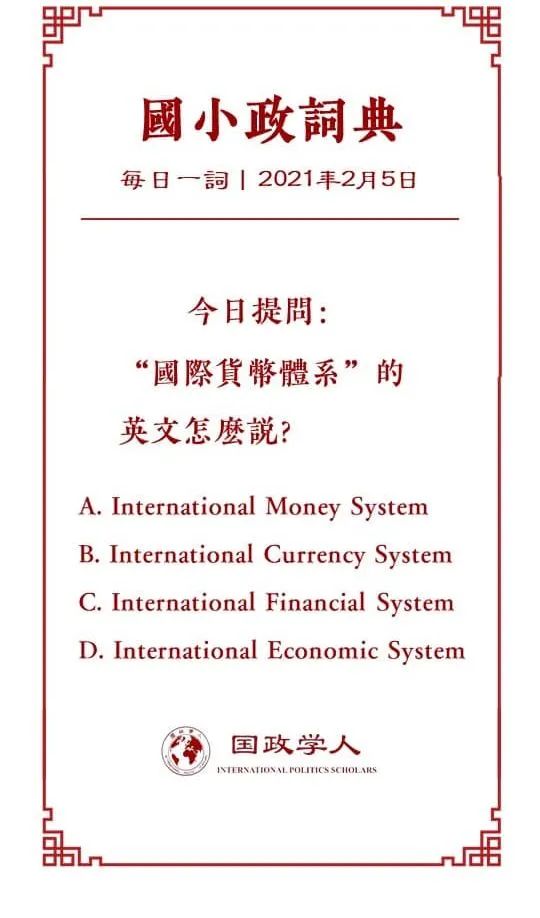 國小政詞典
每日一詞 | 2021年2月5日
今日提問：
“國際貨幣體系”的
英文怎麽説？
A. International Money System
B. International Currency System
C. International Financial System
D. International Economic System
国政学人
INTERNATIONAL POLITICS SCHOLARS